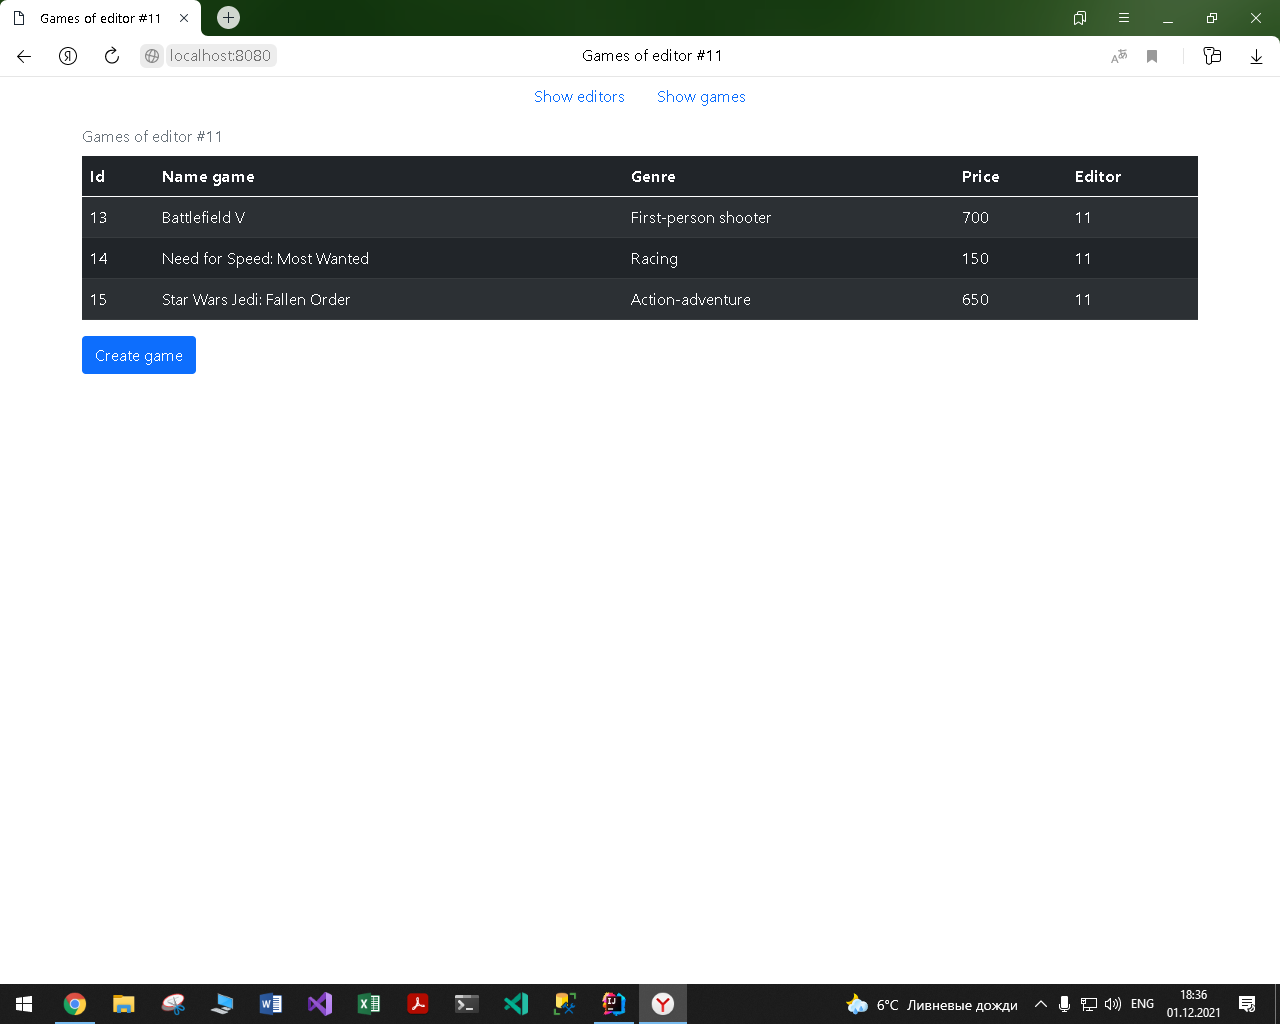 Games of editor #11
localhost:8080 Games of editor #11
Show editors Show games
Games of editor #11
Id Name game Genre Price Editor
13 Battlefield V First-person shooter 700 11
14 Need for Speed: Most Wanted Racing 150 11
15 Star Wars Jedi: Fallen Order Action-adventure 650 11
Create game
6°C Ливневые дожди ENG 18:36
01.12.2021